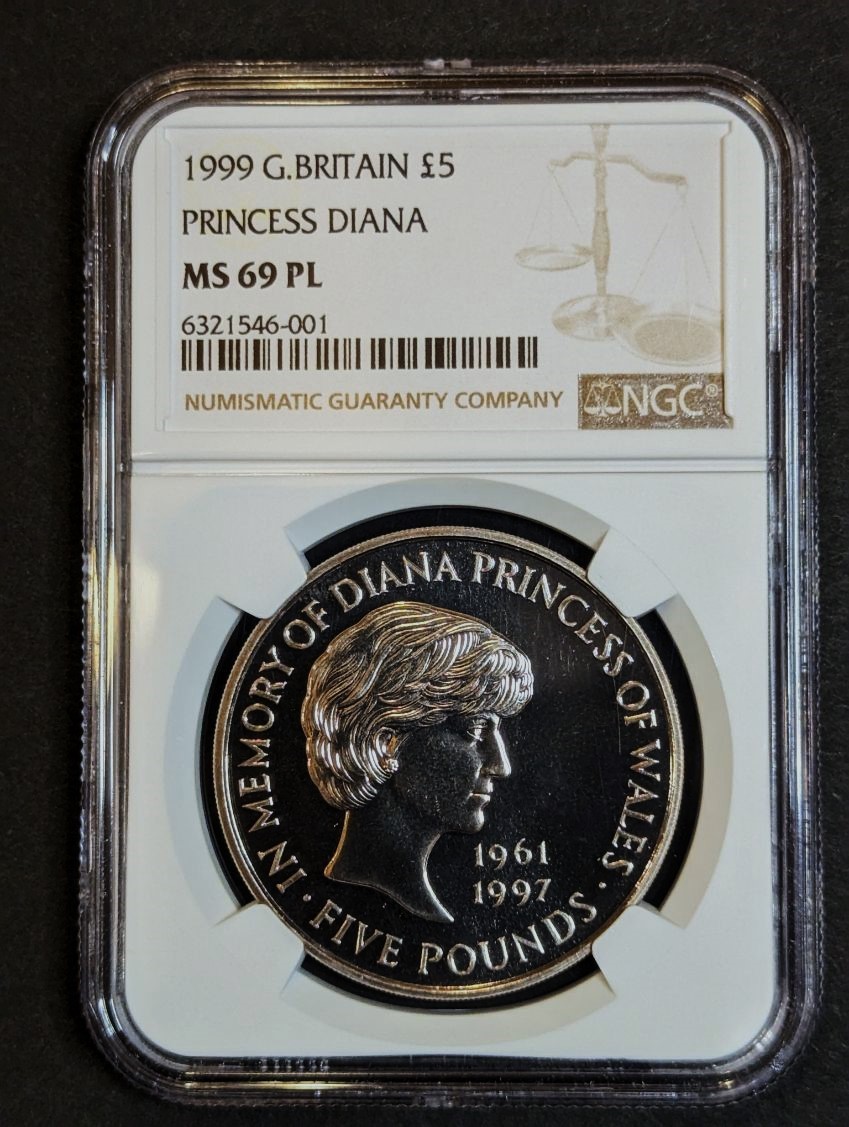 1999 G.BRITAIN £5
PRINCESS DIANA
MS 69 PL
6321546-001
NUMISMATIC GUARANTY COMPANY
NGC®
IN MEMORY OF DIANA PRINCESS OF WALES
1961
1997
· FIVE POUNDS ·